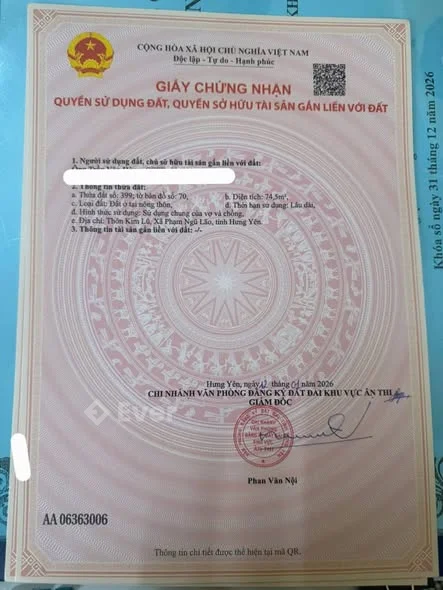 CỘNG HÒA XÃ HỘI CHỦ NGHĨA VIỆT NAM
Độc lập - Tự do - Hạnh phúc
GIẤY CHỨNG NHẬN
QUYỀN SỬ DỤNG ĐẤT, QUYỀN SỞ HỮU TÀI SẢN GẮN LIỀN VỚI ĐẤT
1. Người sử dụng đất, chủ sở hữu tài sản gắn liền với đất:
2. Thông tin thửa đất:
a. Thửa đất số: 399; tờ bản đồ số: 70, b. Diện tích: 74,5m²,
c. Loại đất: Đất ở tại nông thôn, đ. Thời hạn sử dụng: Lâu dài,
d. Hình thức sử dụng: Sử dụng chung của vợ và chồng,
e. Địa chỉ: Thôn Kim Lũ, Xã Phạm Ngũ Lão, tỉnh Hưng Yên.
3. Thông tin tài sản gắn liền với đất: -/-
Hưng Yên, ngày tháng năm 2026
CHI NHÁNH VĂN PHÒNG ĐĂNG KÝ ĐẤT ĐAI KHU VỰC ÂN THI
GIÁM ĐỐC
CHI NHÁNH
VĂN PHÒNG
Ever
Phan Văn Nội
AA 06363006
Thông tin chi tiết được thể hiện tại mã QR.
Khóa sổ ngày 31 tháng 12 năm 2026